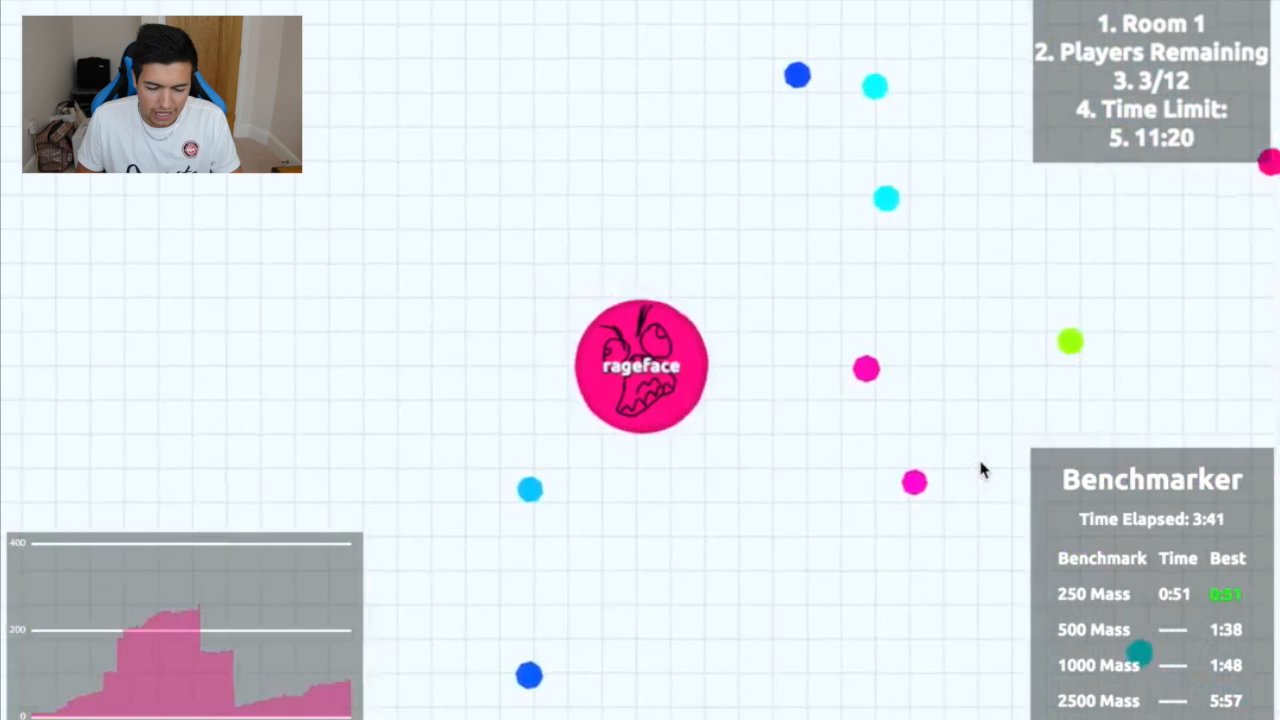 1. Room 1
2. Players Remaining
3. 3/12
4. Time Limit:
5. 11:20
rageface
400
200
0
Benchmarker
Time Elapsed: 3:41
Benchmark Time Best
250 Mass 0:51 0:51
500 Mass — 1:38
1000 Mass — 1:48
2500 Mass — 5:57